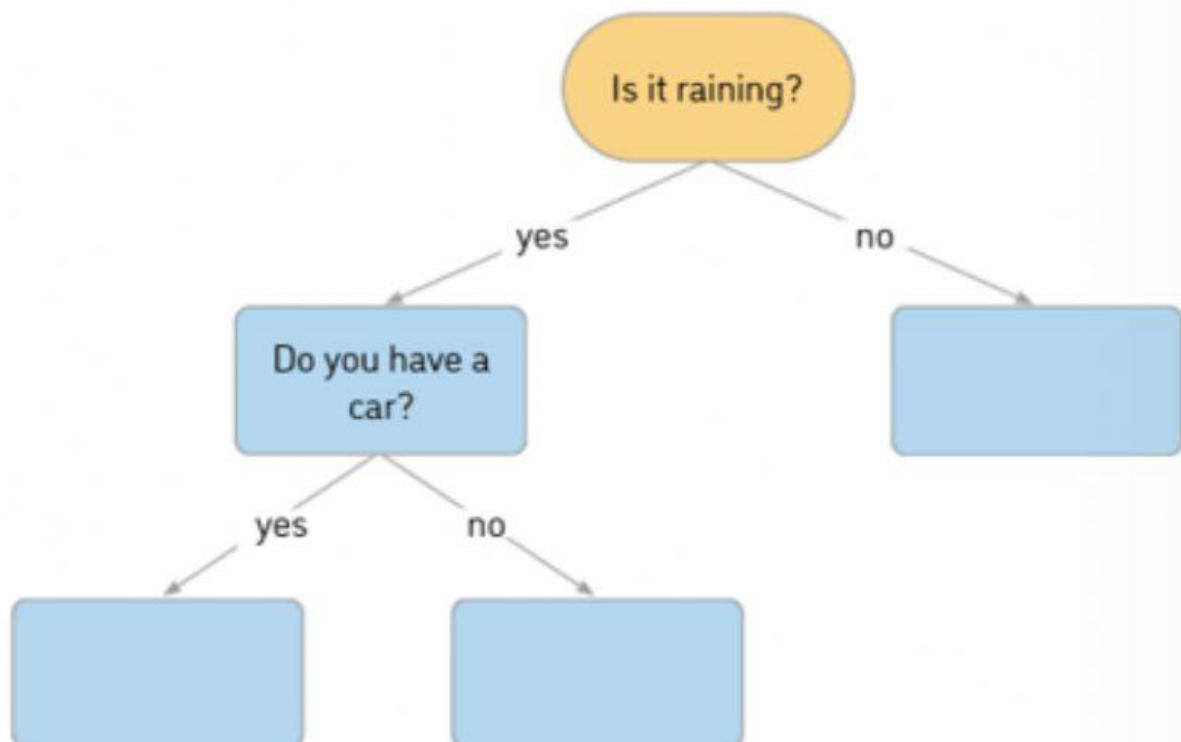 Is it raining?
yes
no
Do you have a
car?
yes
no